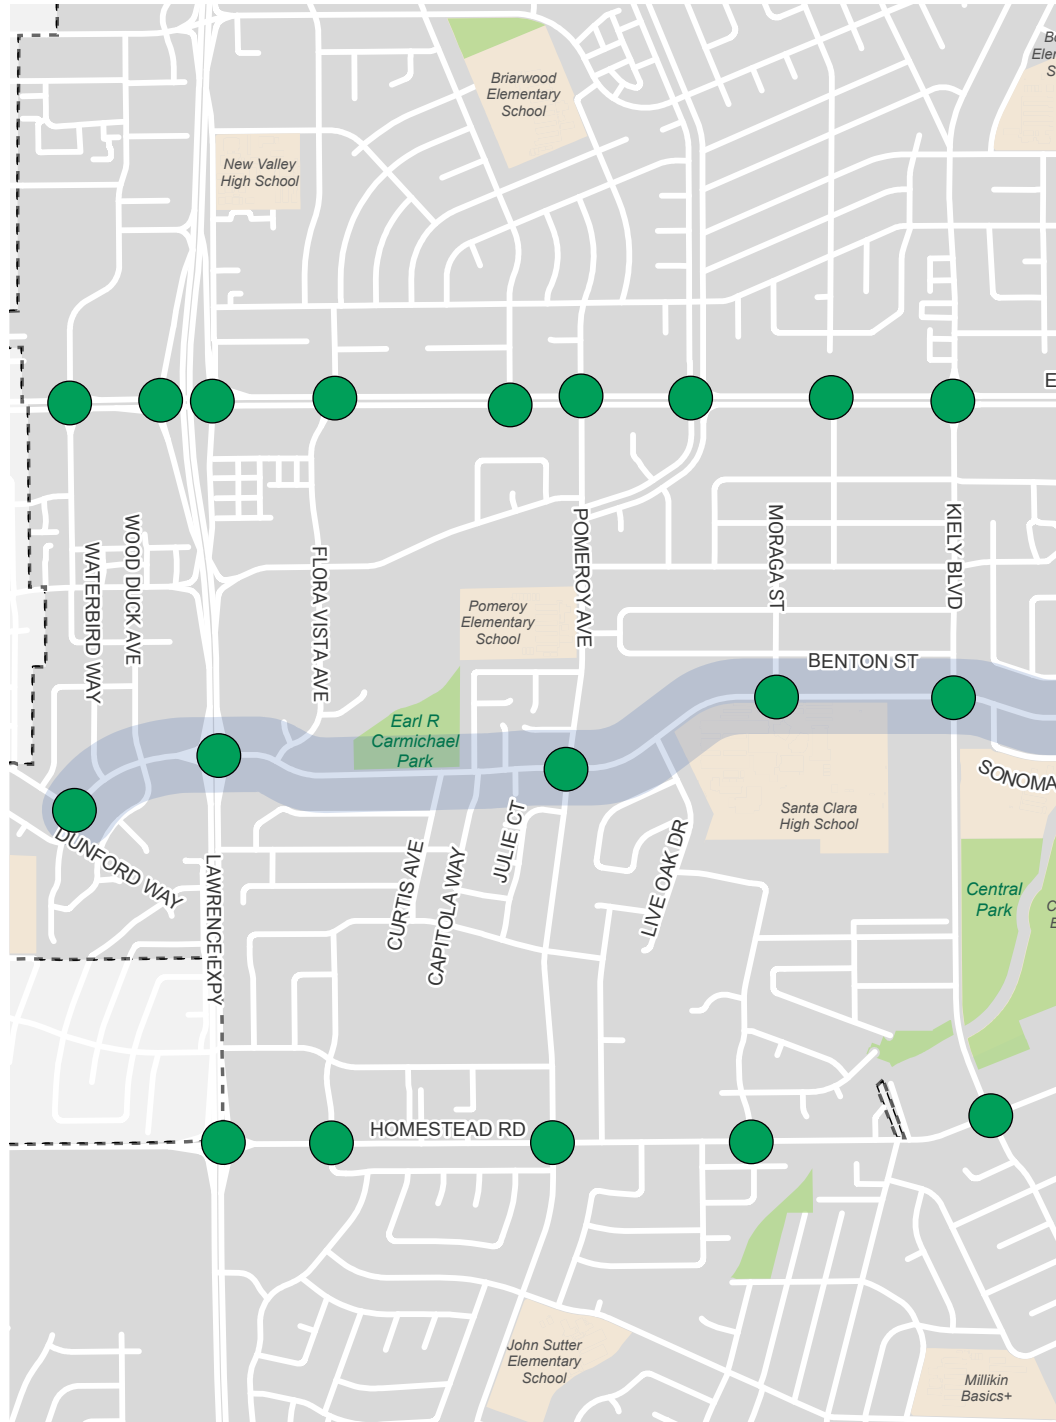 Briarwood
Elementary
School
New Valley
High School
E
WOOD DUCK AVE
WATERBIRD WAY
FLORA VISTA AVE
POMEROY AVE
MORAGA ST
KIELY BLVD
Pomeroy
Elementary
School
BENTON ST
Earl R
Carmichael
Park
SONOMA
Santa Clara
High School
DUNFORD WAY
LAWRENCE EXPY
CURTIS AVE
CAPITOLA WAY
JULIE CT
LIVE OAK DR
Central
Park
HOMESTEAD RD
John Sutter
Elementary
School
Millikin
Basics+